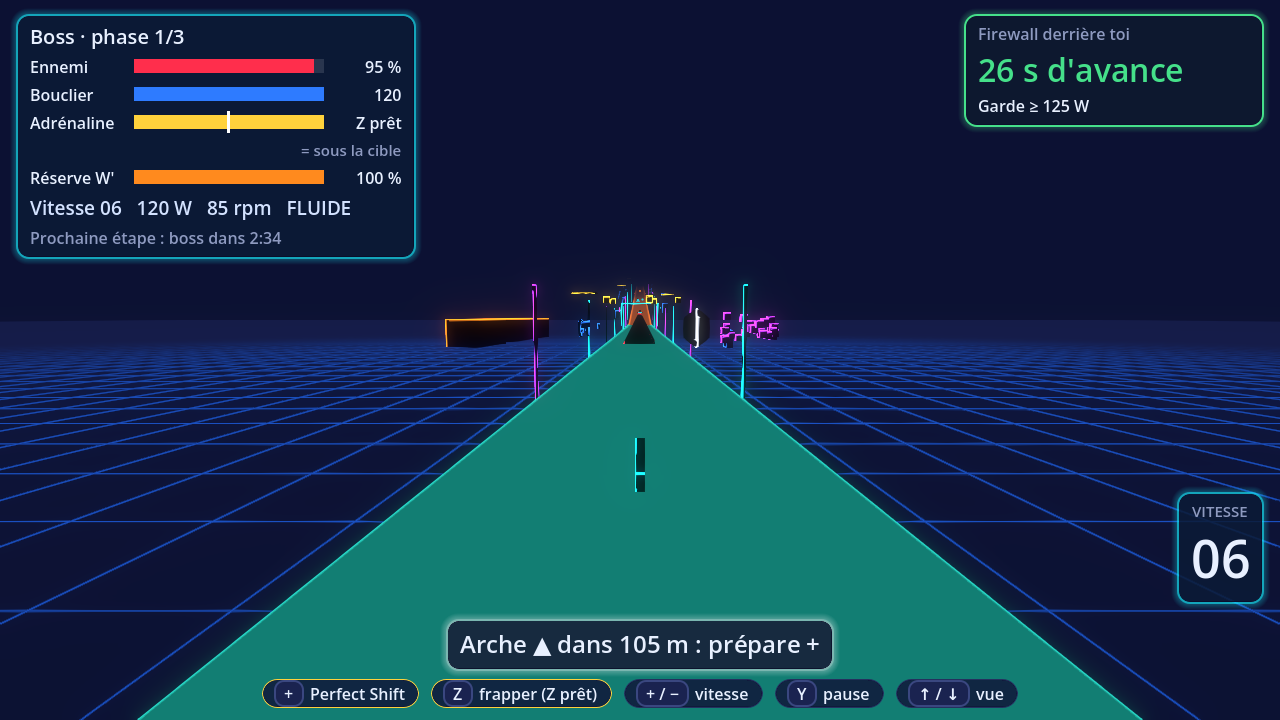 Boss · phase 1/3
Ennemi 95 %
Bouclier 120
Adrénaline Z prêt
= sous la cible
Réserve W' 100 %
Vitesse 06 120 W 85 rpm FLUIDE
Prochaine étape : boss dans 2:34
Firewall derrière toi
26 s d'avance
Garde ≥ 125 W
VITESSE
06
Arche ▲ dans 105 m : prépare +
+ Perfect Shift Z frapper (Z prêt) + / − vitesse Y pause ↑ / ↓ vue